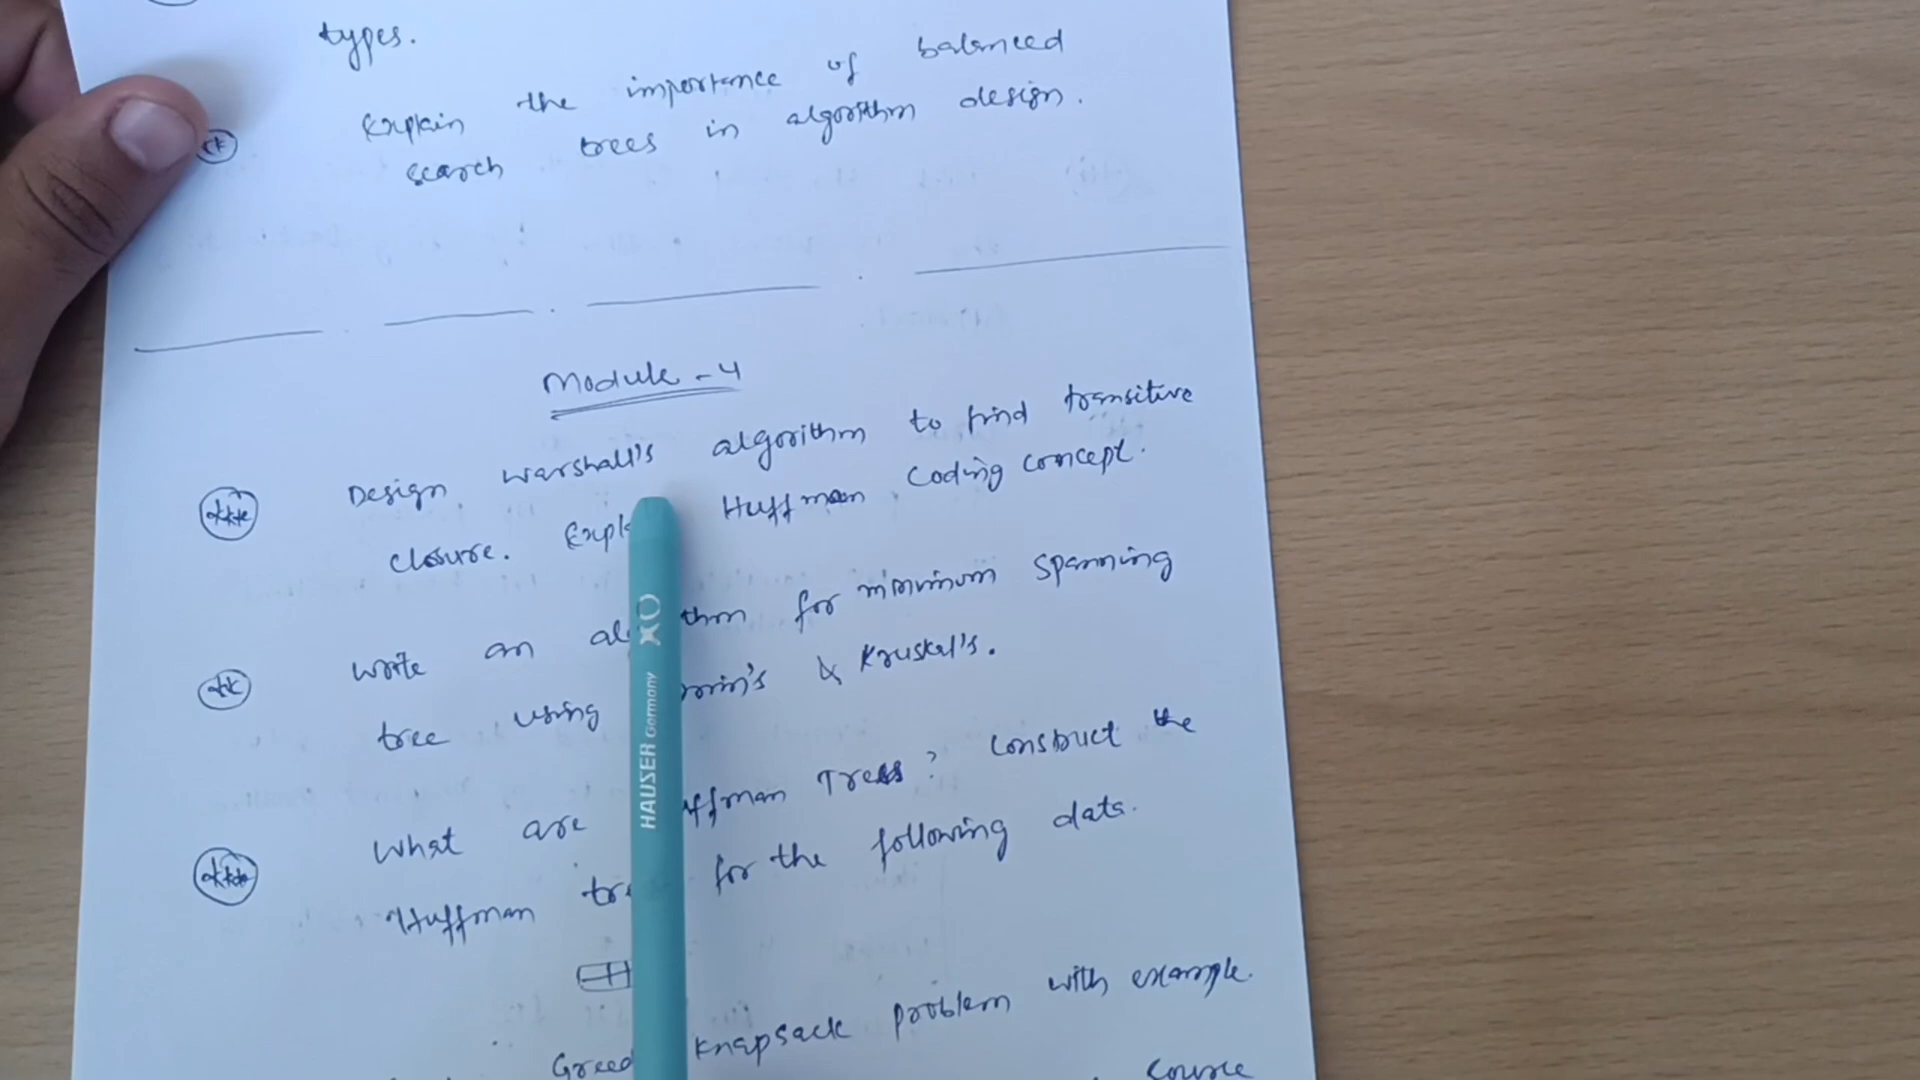 types.
Explain the importance of balanced
search trees in algorithm design.
Module - 4
Design Warshall's algorithm to find transitive
closure. Huffman Coding concept.
write an for minimum spanning
tree using & Kruskal's.
What are Trees? Construct the
Huffman for the following data.
knapsack problem with example.
source
XO
HAUSER Germany